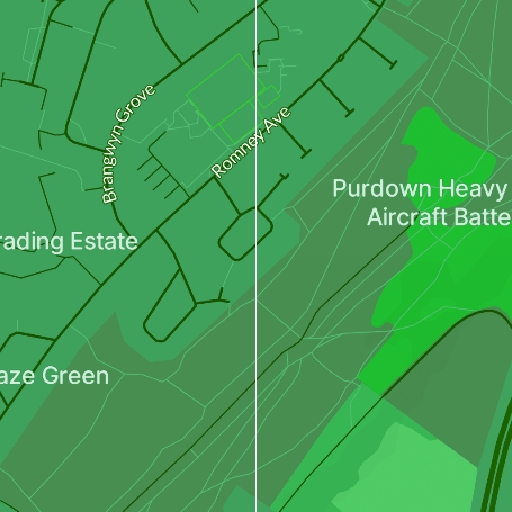 Brangwyn Grove
Romney Ave
Purdown Heavy
Aircraft Batte
rading Estate
aze Green